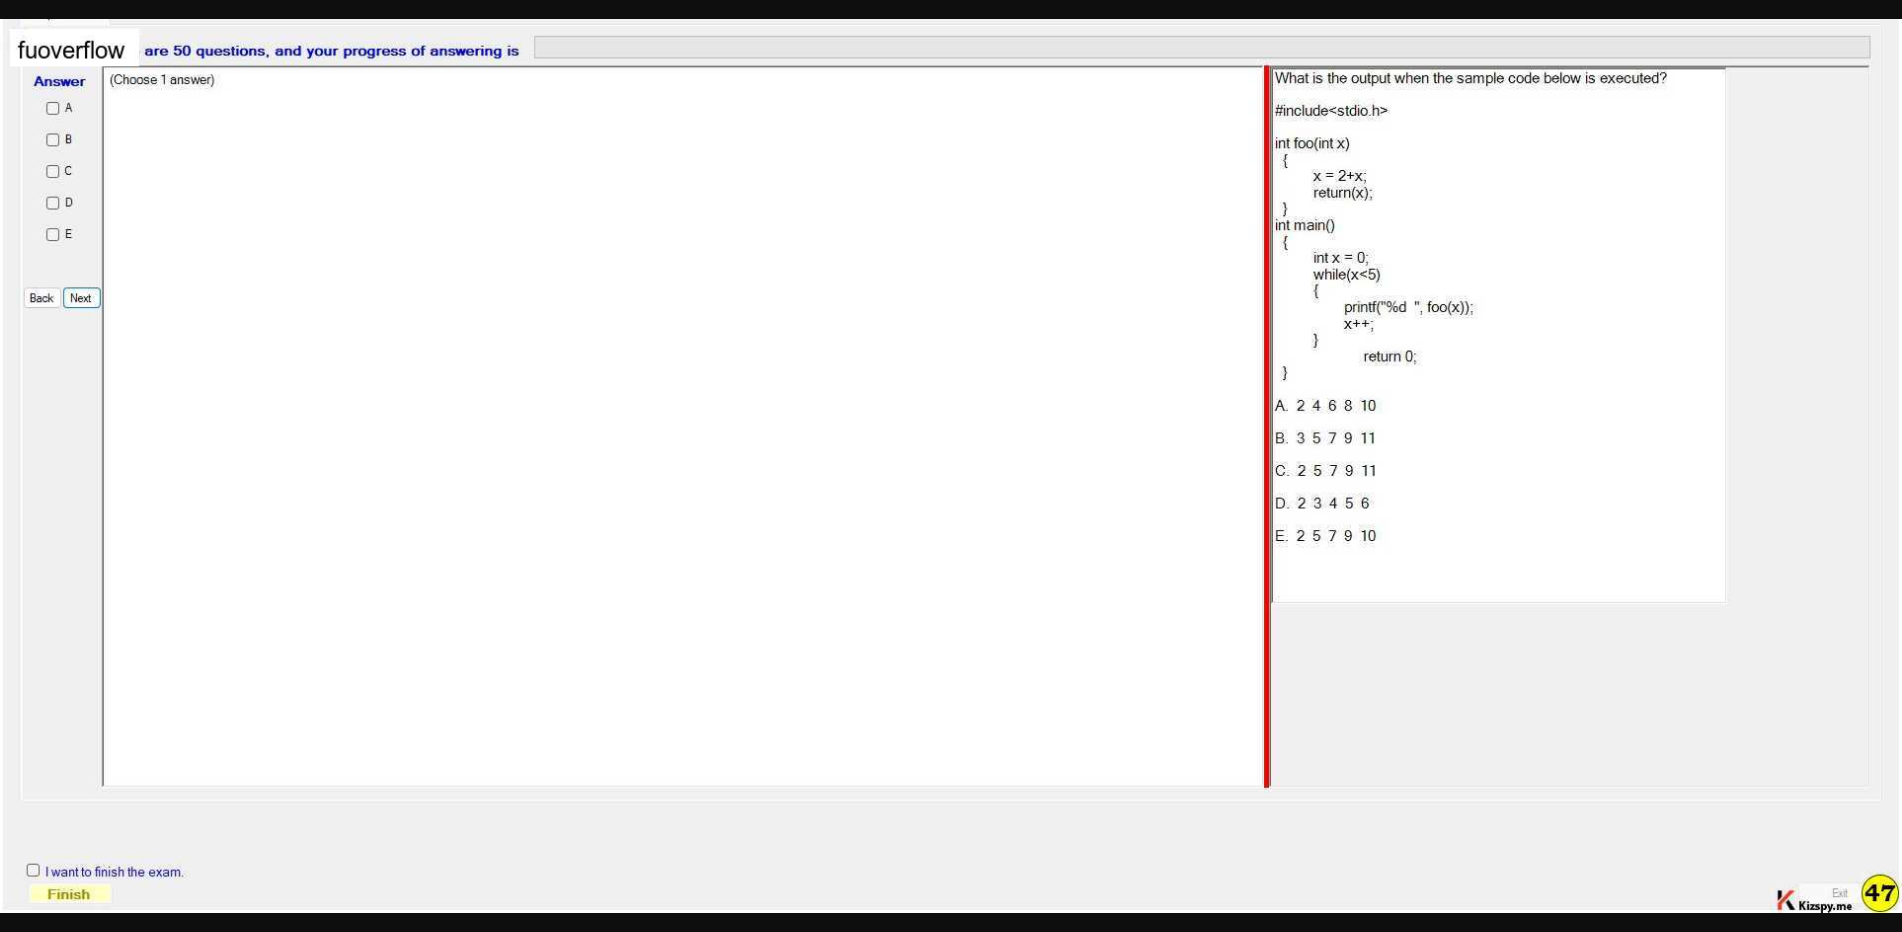 fuoverflow are 50 questions, and your progress of answering is
Answer
(Choose 1 answer)
A
B
C
D
E
Back Next
What is the output when the sample code below is executed?
#include<stdio.h>
int foo(int x)
{
x = 2+x;
return(x);
}
int main()
{
int x = 0;
while(x<5)
{
printf("%d  ", foo(x));
x++;
}
return 0;
}
A.  2  4  6  8  10
B.  3  5  7  9  11
C.  2  5  7  9  11
D.  2  3  4  5  6
E.  2  5  7  9  10
I want to finish the exam.
Finish
Exit
Kizspy.me
47